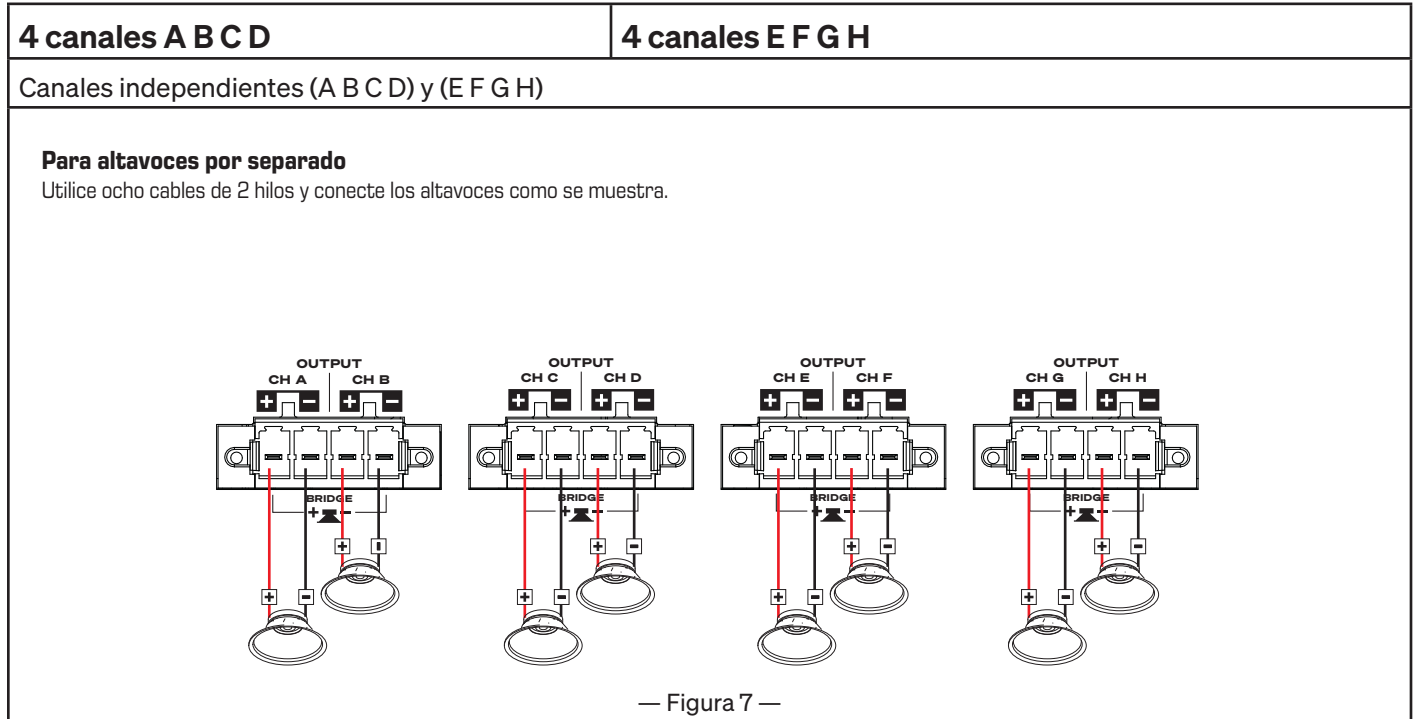 4 canales A B C D
4 canales E F G H
Canales independientes (A B C D) y (E F G H)
Para altavoces por separado
Utilice ocho cables de 2 hilos y conecte los altavoces como se muestra.
OUTPUT
CH A CH B
+ − + −
BRIDGE
+ −
+ −
+ −
OUTPUT
CH C CH D
+ − + −
BRIDGE
+ −
+ −
+ −
OUTPUT
CH E CH F
+ − + −
BRIDGE
+ −
+ −
+ −
OUTPUT
CH G CH H
+ − + −
BRIDGE
+ −
+ −
+ −
— Figura 7 —